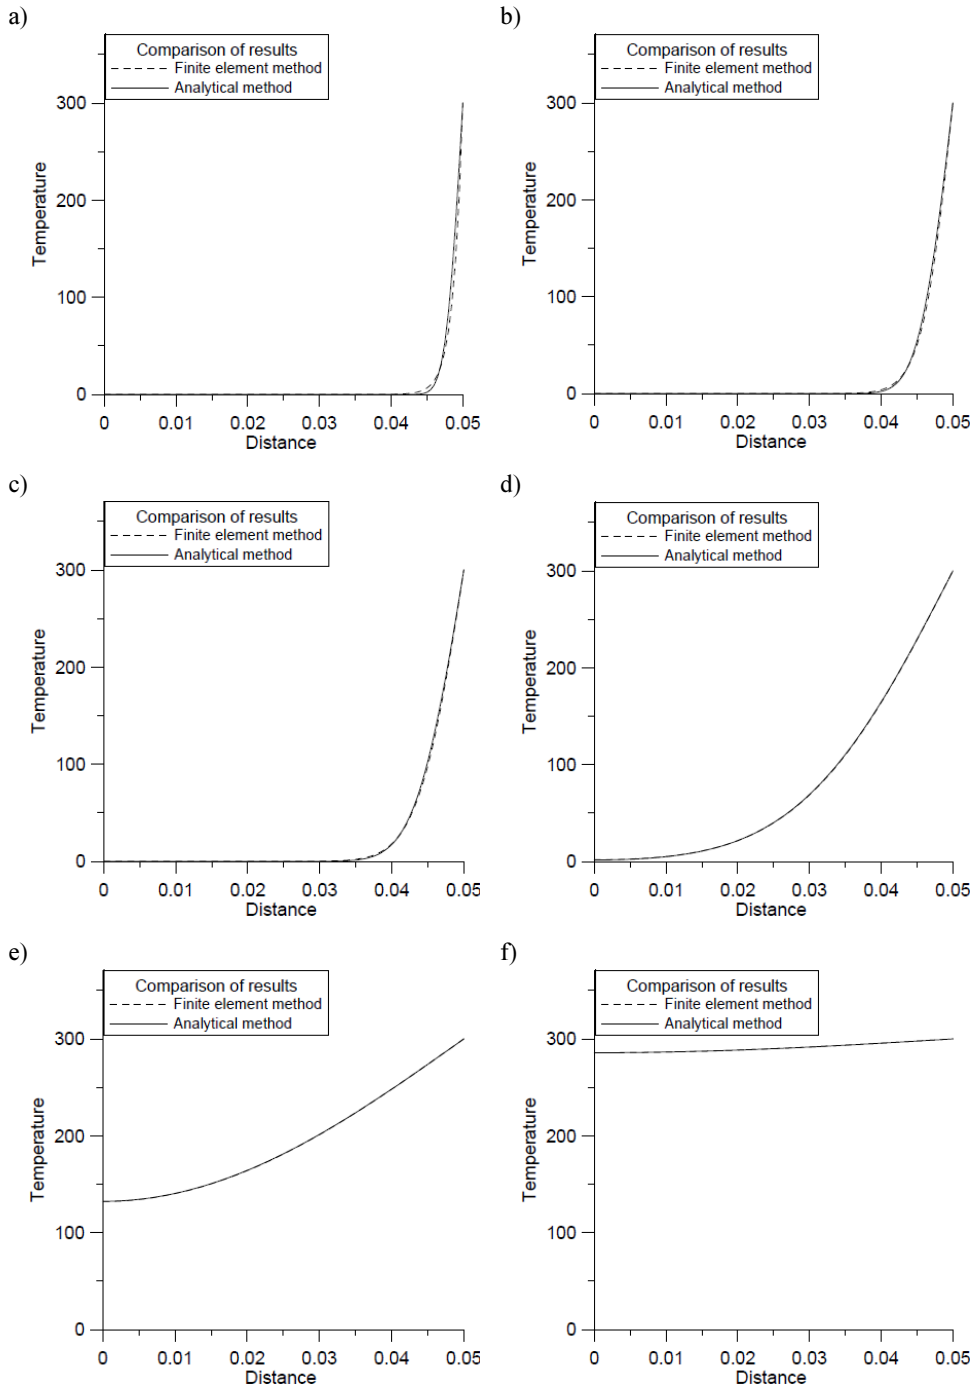 a)
Comparison of results
Finite element method
Analytical method
300
200
100
0
Temperature
0 0.01 0.02 0.03 0.04 0.05
Distance
b)
Comparison of results
Finite element method
Analytical method
300
200
100
0
Temperature
0 0.01 0.02 0.03 0.04 0.05
Distance
c)
Comparison of results
Finite element method
Analytical method
300
200
100
0
Temperature
0 0.01 0.02 0.03 0.04 0.05
Distance
d)
Comparison of results
Finite element method
Analytical method
300
200
100
0
Temperature
0 0.01 0.02 0.03 0.04 0.05
Distance
e)
Comparison of results
Finite element method
Analytical method
300
200
100
0
Temperature
0 0.01 0.02 0.03 0.04 0.05
Distance
f)
Comparison of results
Finite element method
Analytical method
300
200
100
0
Temperature
0 0.01 0.02 0.03 0.04 0.05
Distance